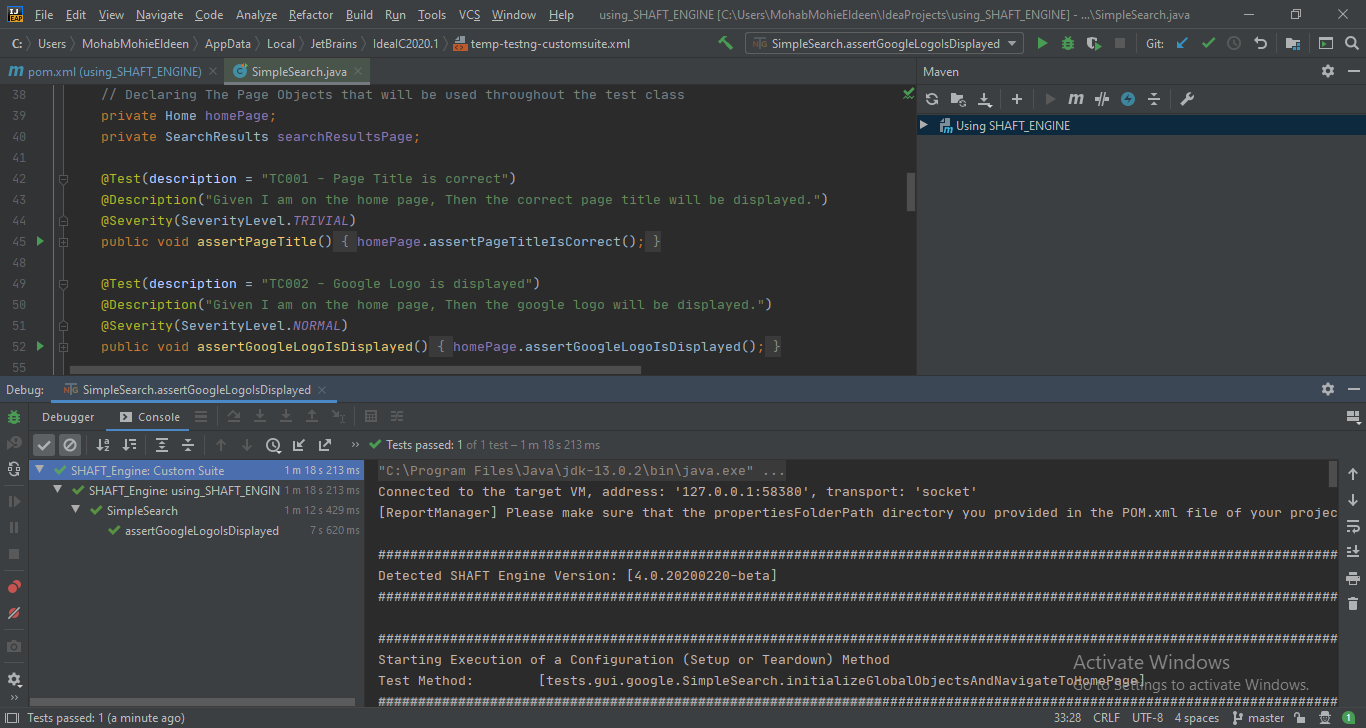 File Edit View Navigate Code Analyze Refactor Build Run Tools VCS Window Help using_SHAFT_ENGINE [C:\Users\MohabMohieEldeen\IdeaProjects\using_SHAFT_ENGINE] - ...\SimpleSearch.java
C: Users MohabMohieEldeen AppData Local JetBrains IdealC2020.1 temp-testng-customsuite.xml SimpleSearch.assertGoogleLogoIsDisplayed Git:
pom.xml (using_SHAFT_ENGINE) SimpleSearch.java Maven
Using SHAFT_ENGINE
38 // Declaring The Page Objects that will be used throughout the test class
39 private Home homePage;
40 private SearchResults searchResultsPage;
41
42 @Test(description = "TC001 - Page Title is correct")
43 @Description("Given I am on the home page, Then the correct page title will be displayed.")
44 @Severity(SeverityLevel.TRIVIAL)
45 public void assertPageTitle() { homePage.assertPageTitleIsCorrect(); }
48
49 @Test(description = "TC002 - Google Logo is displayed")
50 @Description("Given I am on the home page, Then the google logo will be displayed.")
51 @Severity(SeverityLevel.NORMAL)
52 public void assertGoogleLogoIsDisplayed() { homePage.assertGoogleLogoIsDisplayed(); }
55
Debug: SimpleSearch.assertGoogleLogoIsDisplayed
Debugger Console
Tests passed: 1 of 1 test – 1 m 18 s 213 ms
SHAFT_Engine: Custom Suite 1 m 18 s 213 ms
SHAFT_Engine: using_SHAFT_ENGIN 1 m 18 s 213 ms
SimpleSearch 1 m 12 s 429 ms
assertGoogleLogoIsDisplayed 7 s 620 ms
"C:\Program Files\Java\jdk-13.0.2\bin\java.exe" ...
Connected to the target VM, address: '127.0.0.1:58380', transport: 'socket'
[ReportManager] Please make sure that the propertiesFolderPath directory you provided in the POM.xml file of your projec
########################################################################################################################
Detected SHAFT Engine Version: [4.0.20200220-beta]
########################################################################################################################
########################################################################################################################
Starting Execution of a Configuration (Setup or Teardown) Method
Test Method: [tests.gui.google.SimpleSearch.initializeGlobalObjectsAndNavigateToHomePage]
########################################################################################################################
Activate Windows
Go to Settings to activate Windows.
Tests passed: 1 (a minute ago) 33:28 CRLF UTF-8 4 spaces master 1